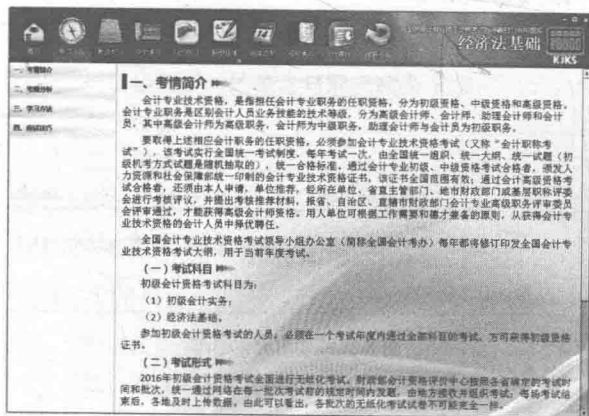 经济法基础
KJKS
一、考情简介
三、学习方法
一、考情简介
会计专业技术资格，是指担任会计专业职务的任职资格，分为初级资格、中级资格和高级资格。
会计专业职务是区别会计人员业务技能的技术等级，分为高级会计师、会计师、助理会计师和会计
员，其中高级会计师为高级职务，会计师为中级职务，助理会计师与会计员为初级职务。
要取得上述相应会计职务的任职资格，必须参加会计专业技术资格考试（又称“会计职称考
试”），该考试实行全国统一考试制度，每年考试一次，由全国统一组织、统一大纲、统一试题（初
级机考方式试题是随机抽取的），统一合格标准。通过会计专业初级、中级资格考试合格者，颁发人
力资源和社会保障部统一印制的会计专业技术资格证书，该证书全国范围有效；通过会计高级资格考
试合格者，还须由本人申请，单位推荐，经所在单位、省直主管部门、地市财政部门或基层职称评委
会进行考核评议，并提出考核推荐材料，报省、自治区、直辖市财政部门会计专业高级职务评审委员
会评审通过，才能获得高级会计师资格。用人单位可根据工作需要和德才兼备的原则，从获得会计专
业技术资格的会计人员中择优聘任。
全国会计专业技术资格考试领导小组办公室（简称全国会计考办）每年都将修订印发全国会计专
业技术资格考试大纲，用于当前年度考试。
（一）考试科目
初级会计资格考试科目为：
（1）初级会计实务；
（2）经济法基础。
参加初级会计资格考试的人员，必须在一个考试年度内通过全部科目的考试，方可获得初级资格
证书。
（二）考试形式
2016年初级会计资格考试全面进行无纸化考试。财政部会计资格评价中心按照各省确定的考试时
间和批次，统一通过网络在每一批次考试前的规定时间内发题，由地方接收并组织考试；每场考试结
束后，各地及时上传数据，由此可以看出，各批次的无纸化考试试卷不可能完全一样。